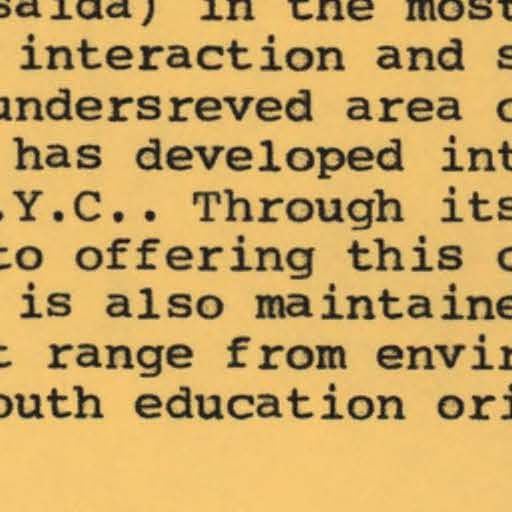 saida) in the most
interaction and s
undersreved area c
has developed int
.Y.C.. Through its
to offering this c
is also maintaine
t range from envir
outh education ori